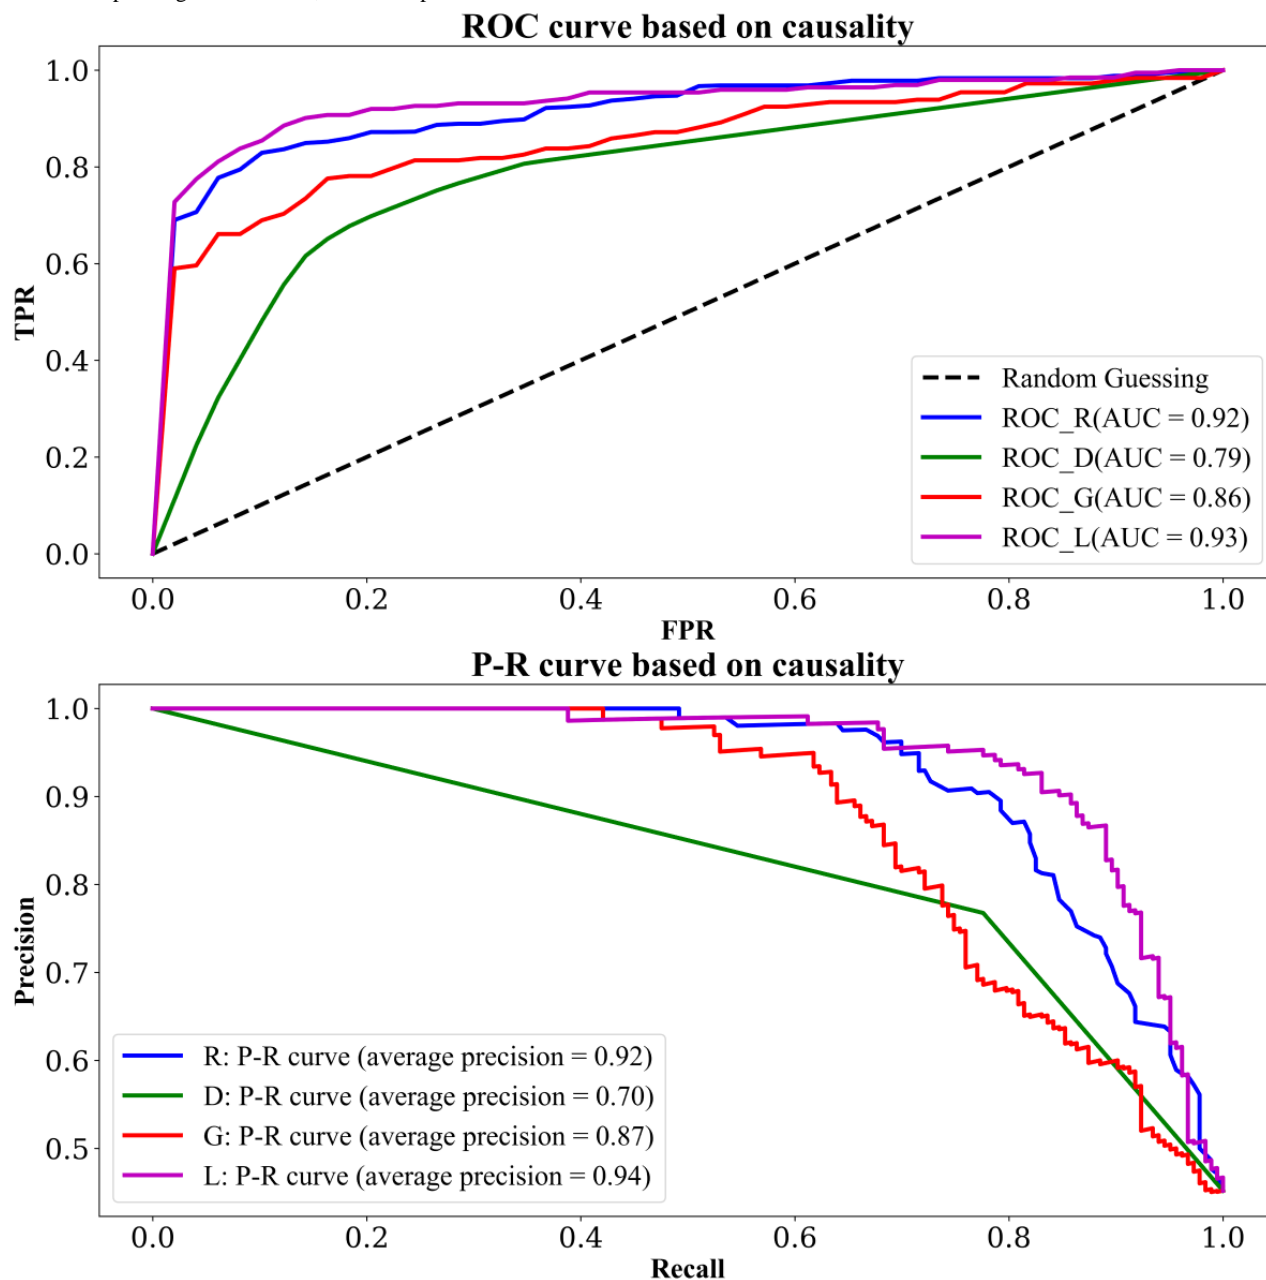 ROC curve based on causality
1.0
0.8
0.6
0.4
0.2
0.0
TPR
0.0 0.2 0.4 0.6 0.8 1.0
FPR
Random Guessing
ROC_R(AUC = 0.92)
ROC_D(AUC = 0.79)
ROC_G(AUC = 0.86)
ROC_L(AUC = 0.93)
P-R curve based on causality
1.0
0.9
0.8
0.7
0.6
0.5
Precision
R: P-R curve (average precision = 0.92)
D: P-R curve (average precision = 0.70)
G: P-R curve (average precision = 0.87)
L: P-R curve (average precision = 0.94)
0.0 0.2 0.4 0.6 0.8 1.0
Recall